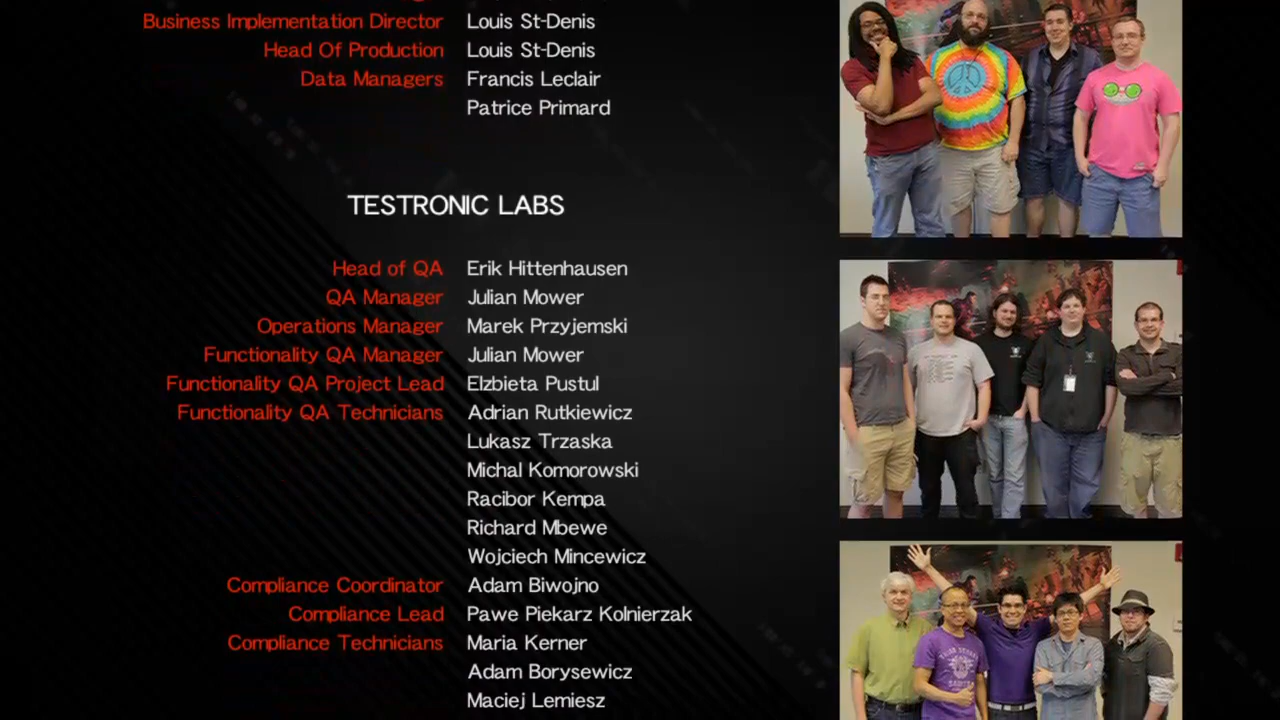 Business Implementation Director Louis St-Denis
Head Of Production Louis St-Denis
Data Managers Francis Leclair
Patrice Primard
TESTRONIC LABS
Head of QA Erik Hittenhausen
QA Manager Julian Mower
Operations Manager Marek Przyjemski
Functionality QA Manager Julian Mower
Functionality QA Project Lead Elzbieta Pustul
Functionality QA Technicians Adrian Rutkiewicz
Lukasz Trzaska
Michal Komorowski
Racibor Kempa
Richard Mbewe
Wojciech Mincewicz
Compliance Coordinator Adam Biwojno
Compliance Lead Pawe Piekarz Kolnierzak
Compliance Technicians Maria Kerner
Adam Borysewicz
Maciej Lemiesz